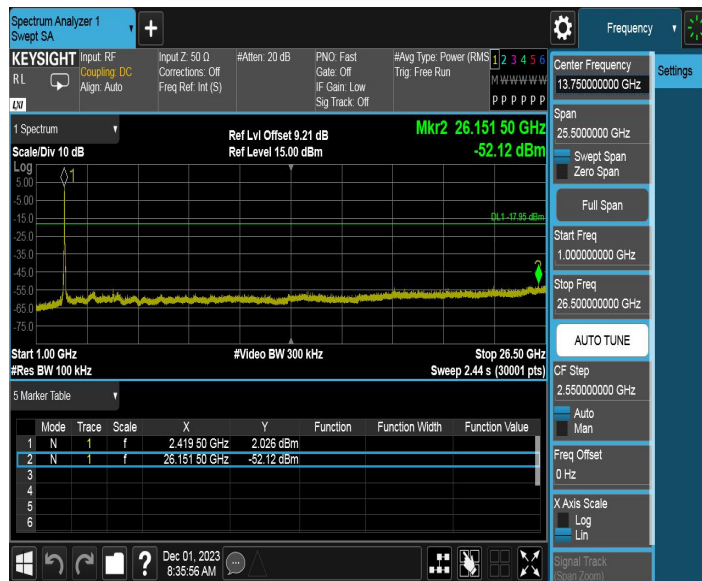 Spectrum Analyzer 1
Swept SA
+
Frequency
KEYSIGHT
RL
LXI
Input: RF
Coupling: DC
Align: Auto
Input Z: 50 Ω
Corrections: Off
Freq Ref: Int (S)
#Atten: 20 dB
PNO: Fast
Gate: Off
IF Gain: Low
Sig Track: Off
#Avg Type: Power (RMS
Trig: Free Run
1 2 3 4 5 6
M W W W W W
P P P P P P
Settings
Center Frequency
13.750000000 GHz
Span
25.5000000 GHz
Swept Span
Zero Span
Full Span
Start Freq
1.000000000 GHz
Stop Freq
26.500000000 GHz
AUTO TUNE
CF Step
2.550000000 GHz
Auto
Man
Freq Offset
0 Hz
X Axis Scale
Log
Lin
Signal Track
(Span Zoom)
1 Spectrum
Scale/Div 10 dB
Ref Lvl Offset 9.21 dB
Ref Level 15.00 dBm
Mkr2 26.151 50 GHz
-52.12 dBm
Log
5.00
-5.00
-15.0
-25.0
-35.0
-45.0
-55.0
-65.0
-75.0
1
2
DL1 -17.95 dBm
Start 1.00 GHz
#Res BW 100 kHz
#Video BW 300 kHz
Stop 26.50 GHz
Sweep 2.44 s (30001 pts)
5 Marker Table
Mode Trace Scale X Y Function Function Width Function Value
1 N 1 f 2.419 50 GHz 2.026 dBm
2 N 1 f 26.151 50 GHz -52.12 dBm
3
4
5
6
?
Dec 01, 2023
8:35:56 AM